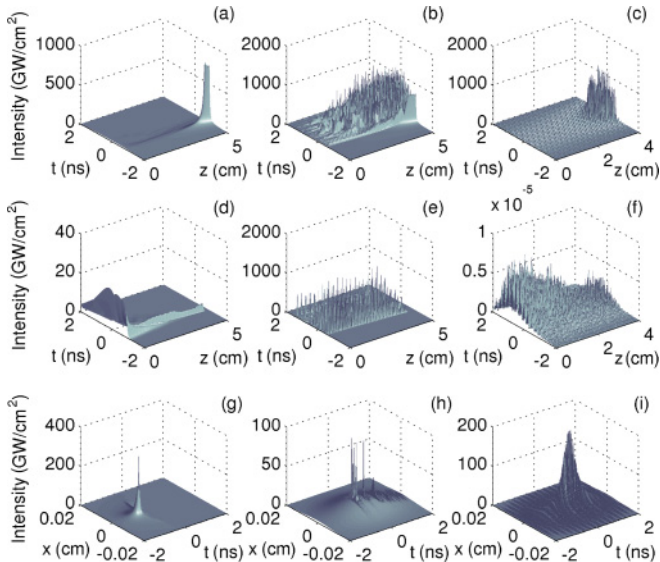 (a) (b) (c)
Intensity (GW/cm²)
1000 2000 2000
500 1000 1000
0 0 0
2 2 2
0 0 0
-2 -2 -2
0 5 0 5 0 2 4
t (ns) z (cm) t (ns) z (cm) t (ns) z (cm)
x 10⁻⁵
(d) (e) (f)
Intensity (GW/cm²)
40 2000 1
20 1000 0.5
0 0 0
2 2 2
0 0 0
-2 -2 -2
0 5 0 5 0 2 4
t (ns) z (cm) t (ns) z (cm) t (ns) z (cm)
(g) (h) (i)
Intensity (GW/cm²)
400 100 200
200 50 100
0 0 0
0.02 0.02 0.02
0 0 0
-0.02 -0.02 -0.02
-2 0 2 -2 0 2 -2 0 2
x (cm) t (ns) x (cm) t (ns) x (cm) t (ns)